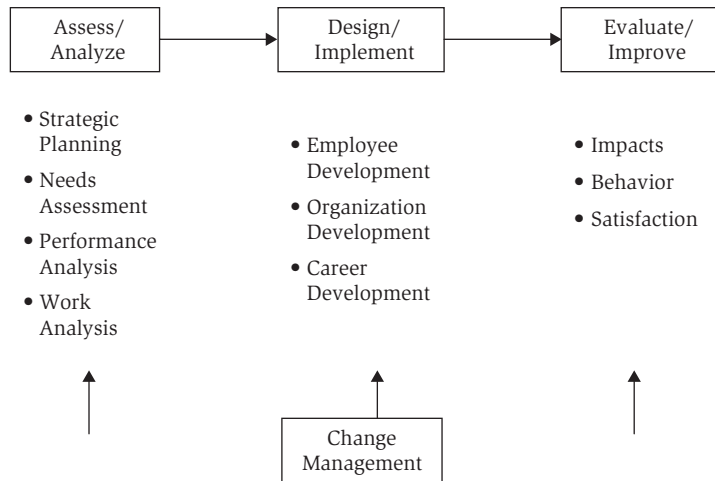 Assess/
Analyze
Design/
Implement
Evaluate/
Improve
• Strategic
Planning
• Needs
Assessment
• Performance
Analysis
• Work
Analysis
• Employee
Development
• Organization
Development
• Career
Development
• Impacts
• Behavior
• Satisfaction
Change
Management